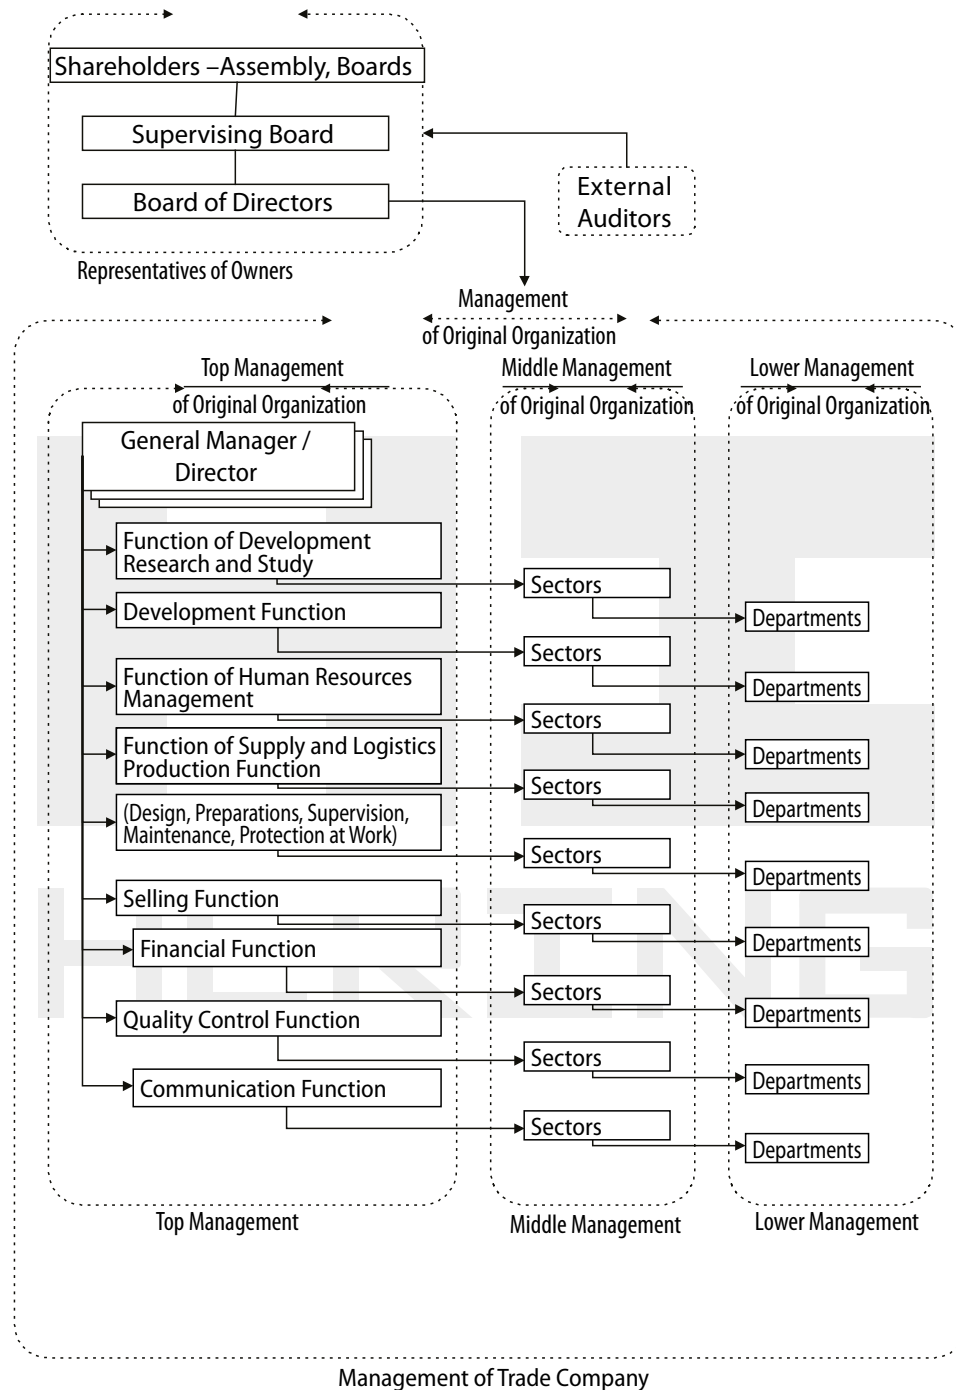 Shareholders –Assembly, Boards
Supervising Board
Board of Directors
External
Auditors
Representatives of Owners
Management
of Original Organization
Top Management
of Original Organization
Middle Management
of Original Organization
Lower Management
of Original Organization
General Manager /
Director
Function of Development
Research and Study
Sectors
Departments
Development Function
Sectors
Departments
Function of Human Resources
Management
Sectors
Departments
Function of Supply and Logistics
Production Function
Sectors
Departments
(Design, Preparations, Supervision,
Maintenance, Protection at Work)
Sectors
Departments
Selling Function
Sectors
Departments
Financial Function
Sectors
Departments
Quality Control Function
Sectors
Departments
Communication Function
Sectors
Departments
Top Management
Middle Management
Lower Management
Management of Trade Company